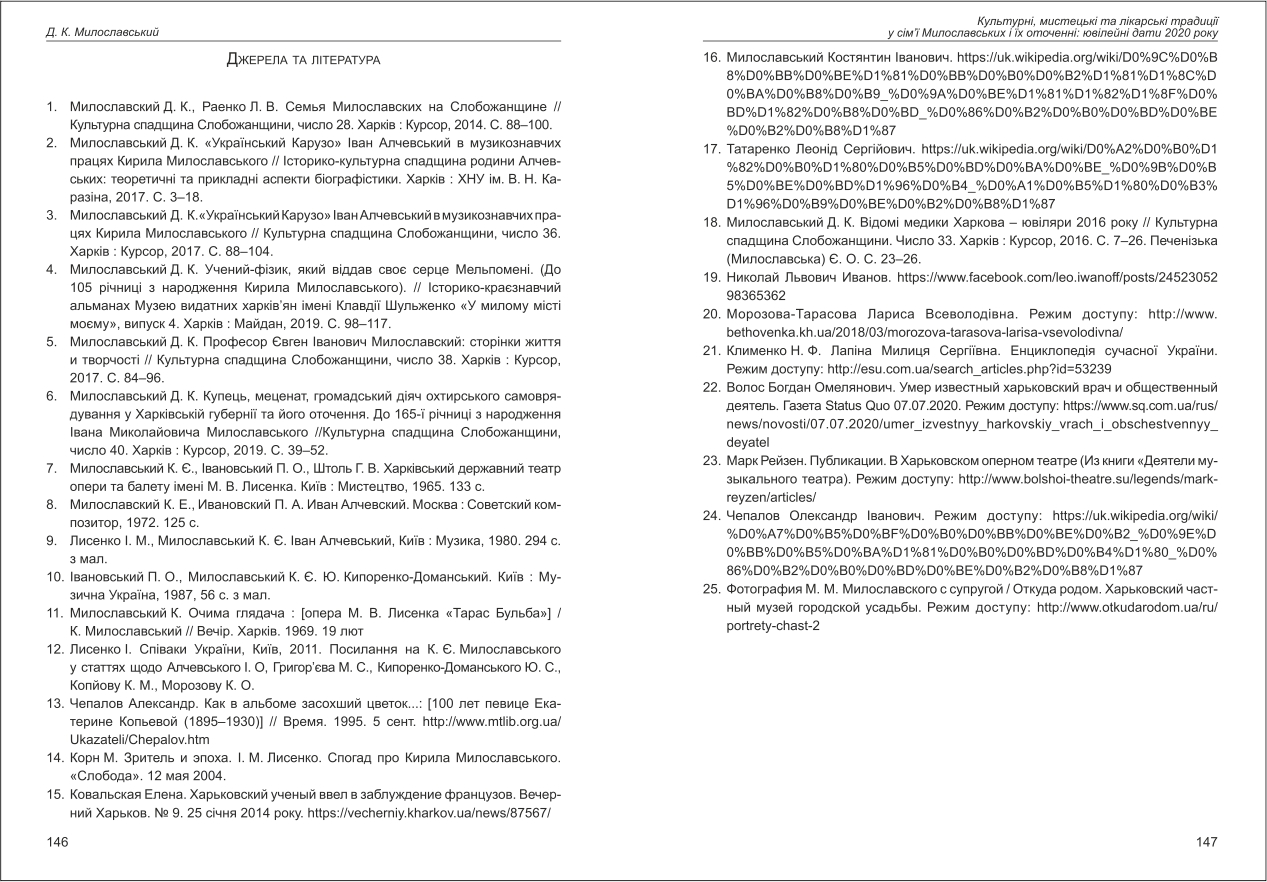 Д. К. Милославський
Джерела та література
1. Милославский Д. К., Раенко Л. В. Семья Милославских на Слобожанщине //
Культурна спадщина Слобожанщини, число 28. Харків : Курсор, 2014. С. 88–100.
2. Милославський Д. К. «Український Карузо» Іван Алчевський в музикознавчих
працях Кирила Милославського // Історико-культурна спадщина родини Алчев-
ських: теоретичні та прикладні аспекти біографістики. Харків : ХНУ ім. В. Н. Ка-
разіна, 2017. С. 3–18.
3. Милославський Д. К.«Український Карузо» Іван Алчевський в музикознавчих пра-
цях Кирила Милославського // Культурна спадщина Слобожанщини, число 36.
Харків : Курсор, 2017. С. 88–104.
4. Милославський Д. К. Учений-фізик, який віддав своє серце Мельпомені. (До
105 річниці з народження Кирила Милославського). // Історико-краєзнавчий
альманах Музею видатних харків'ян імені Клавдії Шульженко «У милому місті
моєму», випуск 4. Харків : Майдан, 2019. С. 98–117.
5. Милославський Д. К. Професор Євген Іванович Милославский: сторінки життя
и творчості // Культурна спадщина Слобожанщини, число 38. Харків : Курсор,
2017. С. 84–96.
6. Милославський Д. К. Купець, меценат, громадський діяч охтирського самовря-
дування у Харківській губернії та його оточення. До 165-ї річниці з народження
Івана Миколайовича Милославського //Культурна спадщина Слобожанщини,
число 40. Харків : Курсор, 2019. С. 39–52.
7. Милославський К. Є., Івановський П. О., Штоль Г. В. Харківський державний театр
опери та балету імені М. В. Лисенка. Київ : Мистецтво, 1965. 133 с.
8. Милославский К. Е., Ивановский П. А. Иван Алчевский. Москва : Советский ком-
позитор, 1972. 125 с.
9. Лисенко І. М., Милославський К. Є. Іван Алчевський, Київ : Музика, 1980. 294 с.
з мал.
10. Івановський П. О., Милославський К. Є. Ю. Кипоренко-Доманський. Київ : Му-
зична Україна, 1987, 56 с. з мал.
11. Милославський К. Очима глядача : [опера М. В. Лисенка «Тарас Бульба»] /
К. Милославський // Вечір. Харків. 1969. 19 лют
12. Лисенко І. Співаки України, Київ, 2011. Посилання на К. Є. Милославського
у статтях щодо Алчевського І. О, Григор'єва М. С., Кипоренко-Доманського Ю. С.,
Копйову К. М., Морозову К. О.
13. Чепалов Александр. Как в альбоме засохший цветок...: [100 лет певице Ека-
терине Копьевой (1895–1930)] // Время. 1995. 5 сент. http://www.mtlib.org.ua/
Ukazateli/Chepalov.htm
14. Корн М. Зритель и эпоха. І. М. Лисенко. Спогад про Кирила Милославського.
«Слобода». 12 мая 2004.
15. Ковальская Елена. Харьковский ученый ввел в заблуждение французов. Вечер-
ний Харьков. № 9. 25 січня 2014 року. https://vecherniy.kharkov.ua/news/87567/
146
Культурні, мистецькі та лікарські традиції
у сім'ї Милославських і їх оточенні: ювілейні дати 2020 року
16. Милославський Костянтин Іванович. https://uk.wikipedia.org/wiki/D0%9C%D0%B
8%D0%BB%D0%BE%D1%81%D0%BB%D0%B0%D0%B2%D1%81%D1%8C%D
0%BA%D0%B8%D0%B9_%D0%9A%D0%BE%D1%81%D1%82%D1%8F%D0%
BD%D1%82%D0%B8%D0%BD_%D0%86%D0%B2%D0%B0%D0%BD%D0%BE
%D0%B2%D0%B8%D1%87
17. Татаренко Леонід Сергійович. https://uk.wikipedia.org/wiki/D0%A2%D0%B0%D1
%82%D0%B0%D1%80%D0%B5%D0%BD%D0%BA%D0%BE_%D0%9B%D0%B
5%D0%BE%D0%BD%D1%96%D0%B4_%D0%A1%D0%B5%D1%80%D0%B3%
D1%96%D0%B9%D0%BE%D0%B2%D0%B8%D1%87
18. Милославський Д. К. Відомі медики Харкова – ювіляри 2016 року // Культурна
спадщина Слобожанщини. Число 33. Харків : Курсор, 2016. С. 7–26. Печенізька
(Милославська) Є. О. С. 23–26.
19. Николай Львович Иванов. https://www.facebook.com/leo.iwanoff/posts/24523052
98365362
20. Морозова-Тарасова Лариса Всеволодівна. Режим доступу: http://www.
bethovenka.kh.ua/2018/03/morozova-tarasova-larisa-vsevolodivna/
21. Клименко Н. Ф. Лапіна Милиця Сергіївна. Енциклопедія сучасної України.
Режим доступу: http://esu.com.ua/search_articles.php?id=53239
22. Волос Богдан Омелянович. Умер известный харьковский врач и общественный
деятель. Газета Status Quo 07.07.2020. Режим доступу: https://www.sq.com.ua/rus/
news/novosti/07.07.2020/umer_izvestnyy_harkovskiy_vrach_i_obschestvennyy_
deyatel
23. Марк Рейзен. Публикации. В Харьковском оперном театре (Из книги «Деятели му-
зыкального театра). Режим доступу: http://www.bolshoi-theatre.su/legends/mark-
reyzen/articles/
24. Чепалов Олександр Іванович. Режим доступу: https://uk.wikipedia.org/wiki/
%D0%A7%D0%B5%D0%BF%D0%B0%D0%BB%D0%BE%D0%B2_%D0%9E%D
0%BB%D0%B5%D0%BA%D1%81%D0%B0%D0%BD%D0%B4%D1%80_%D0%
86%D0%B2%D0%B0%D0%BD%D0%BE%D0%B2%D0%B8%D1%87
25. Фотография М. М. Милославского с супругой / Откуда родом. Харьковский част-
ный музей городской усадьбы. Режим доступу: http://www.otkudarodom.ua/ru/
portrety-chast-2
147